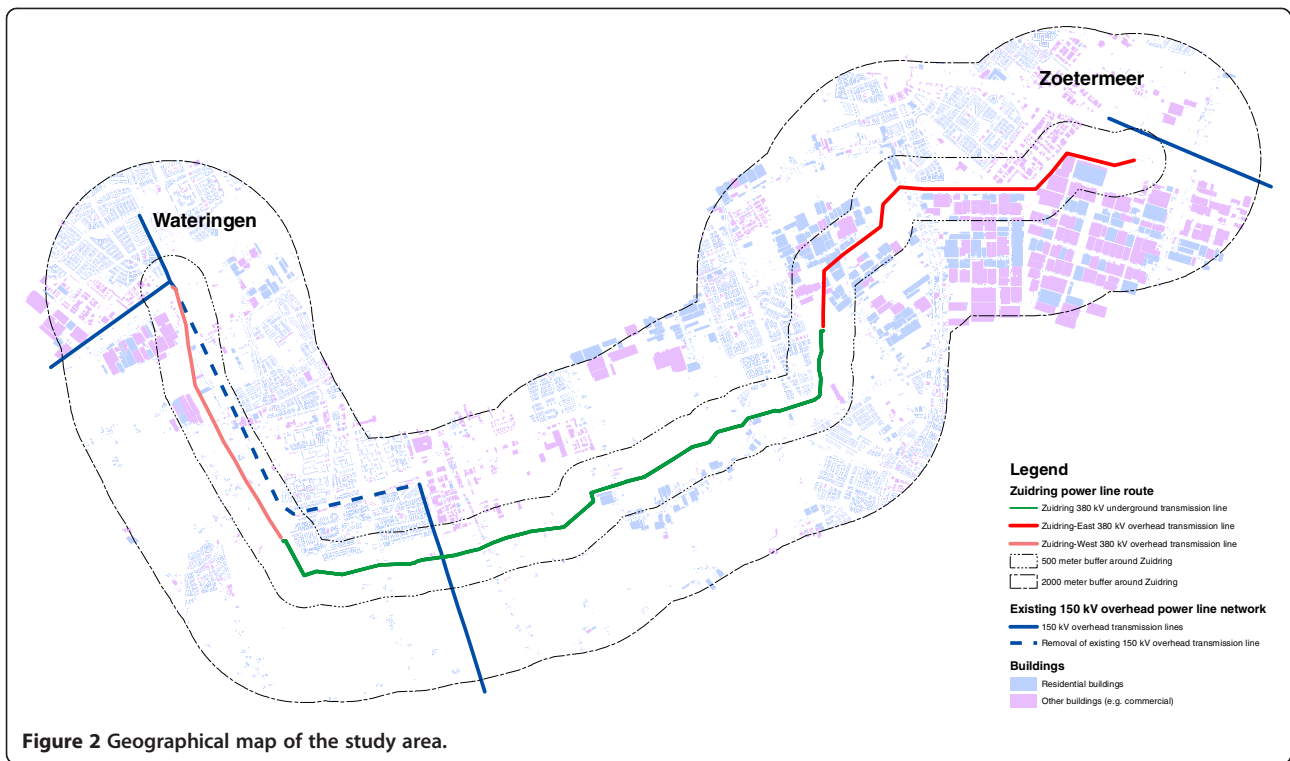 Zoetermeer
Wateringen
Legend
Zuidring power line route
Zuidring 380 kV underground transmission line
Zuidring-East 380 kV overhead transmission line
Zuidring-West 380 kV overhead transmission line
500 meter buffer around Zuidring
2000 meter buffer around Zuidring
Existing 150 kV overhead power line network
150 kV overhead transmission lines
Removal of existing 150 kV overhead transmission line
Buildings
Residential buildings
Other buildings (e.g. commercial)
Figure 2 Geographical map of the study area.